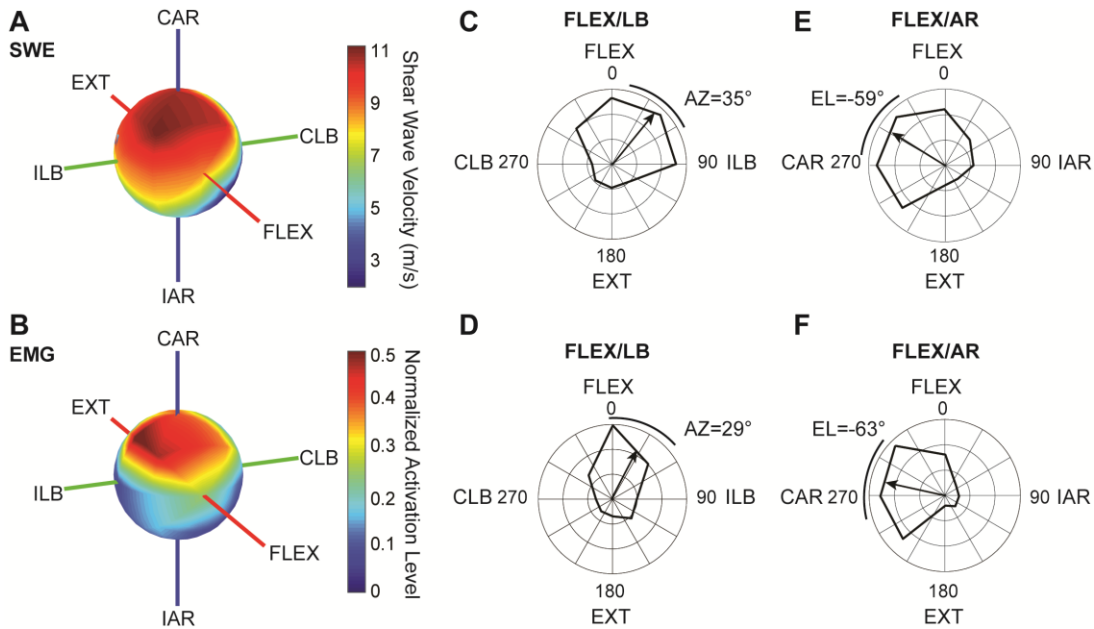 A
SWE
CAR
EXT
CLB
ILB
FLEX
IAR
11
9
7
5
3
Shear Wave Velocity (m/s)
B
EMG
CAR
EXT
CLB
ILB
FLEX
IAR
0.5
0.4
0.3
0.2
0.1
0
Normalized Activation Level
C
FLEX/LB
FLEX
0
AZ=35°
CLB 270
90 ILB
180
EXT
D
FLEX/LB
FLEX
0
AZ=29°
CLB 270
90 ILB
180
EXT
E
FLEX/AR
FLEX
0
EL=-59°
CAR 270
90 IAR
180
EXT
F
FLEX/AR
FLEX
0
EL=-63°
CAR 270
90 IAR
180
EXT